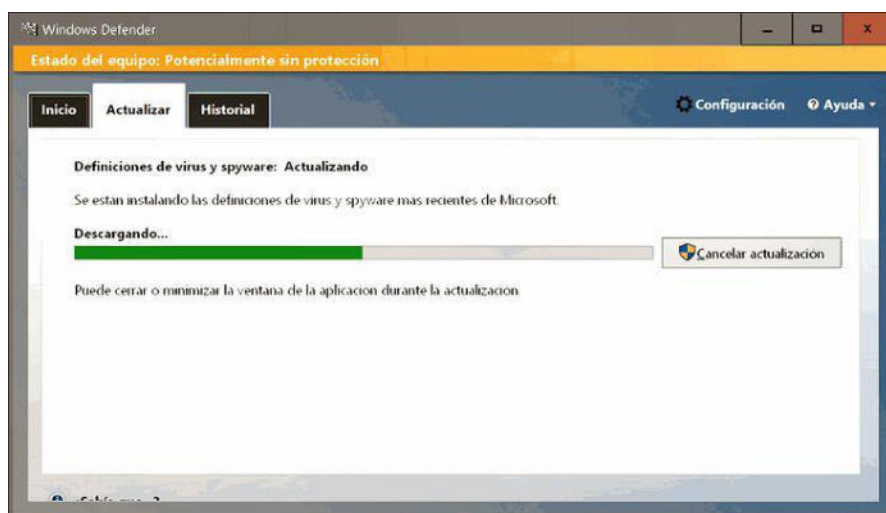 Windows Defender
Estado del equipo: Potencialmente sin protección
Inicio
Actualizar
Historial
Configuración
Ayuda
Definiciones de virus y spyware: Actualizando
Se estan instalando las definiciones de virus y spyware mas recientes de Microsoft.
Descargando...
Cancelar actualización
Puede cerrar o minimizar la ventana de la aplicacion durante la actualizacion